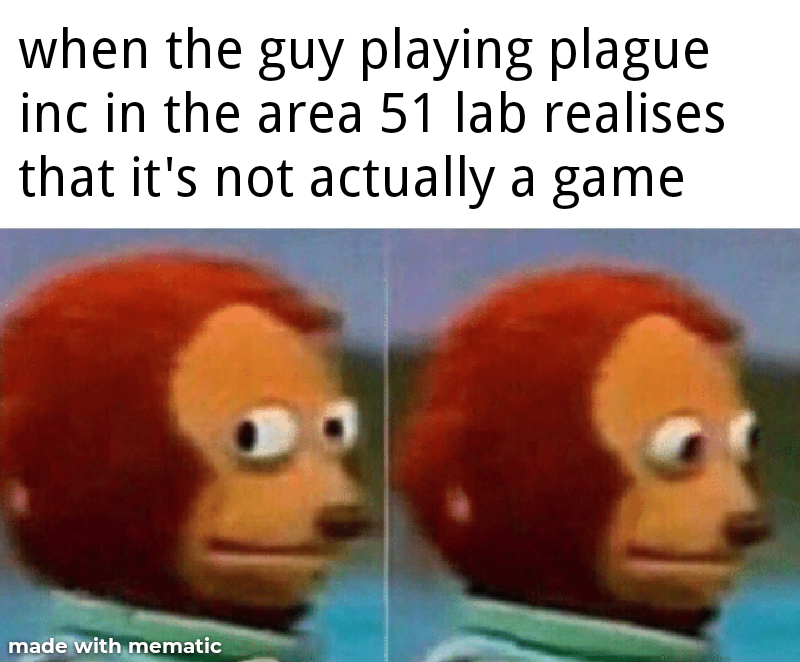 when the guy playing plague
inc in the area 51 lab realises
that it's not actually a game
made with mematic